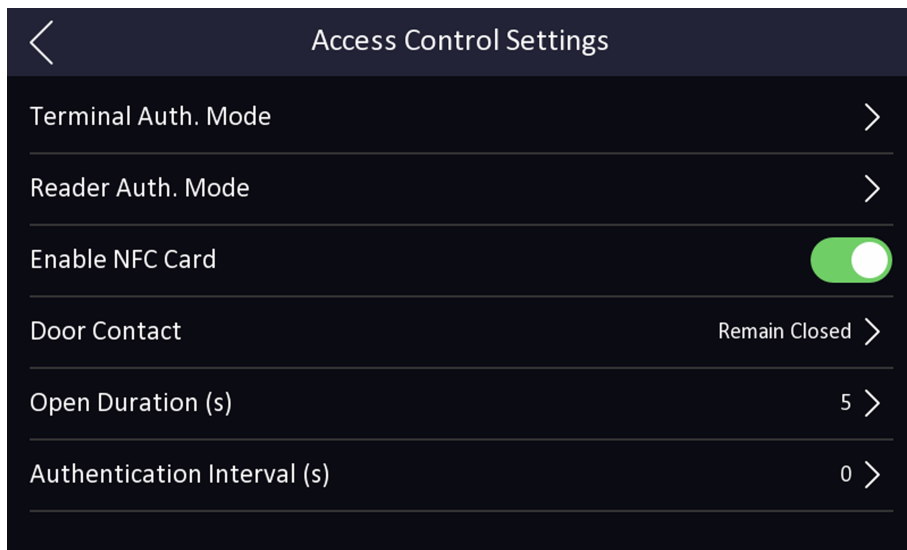 Access Control Settings
Terminal Auth. Mode
Reader Auth. Mode
Enable NFC Card
Door Contact Remain Closed
Open Duration (s) 5
Authentication Interval (s) 0